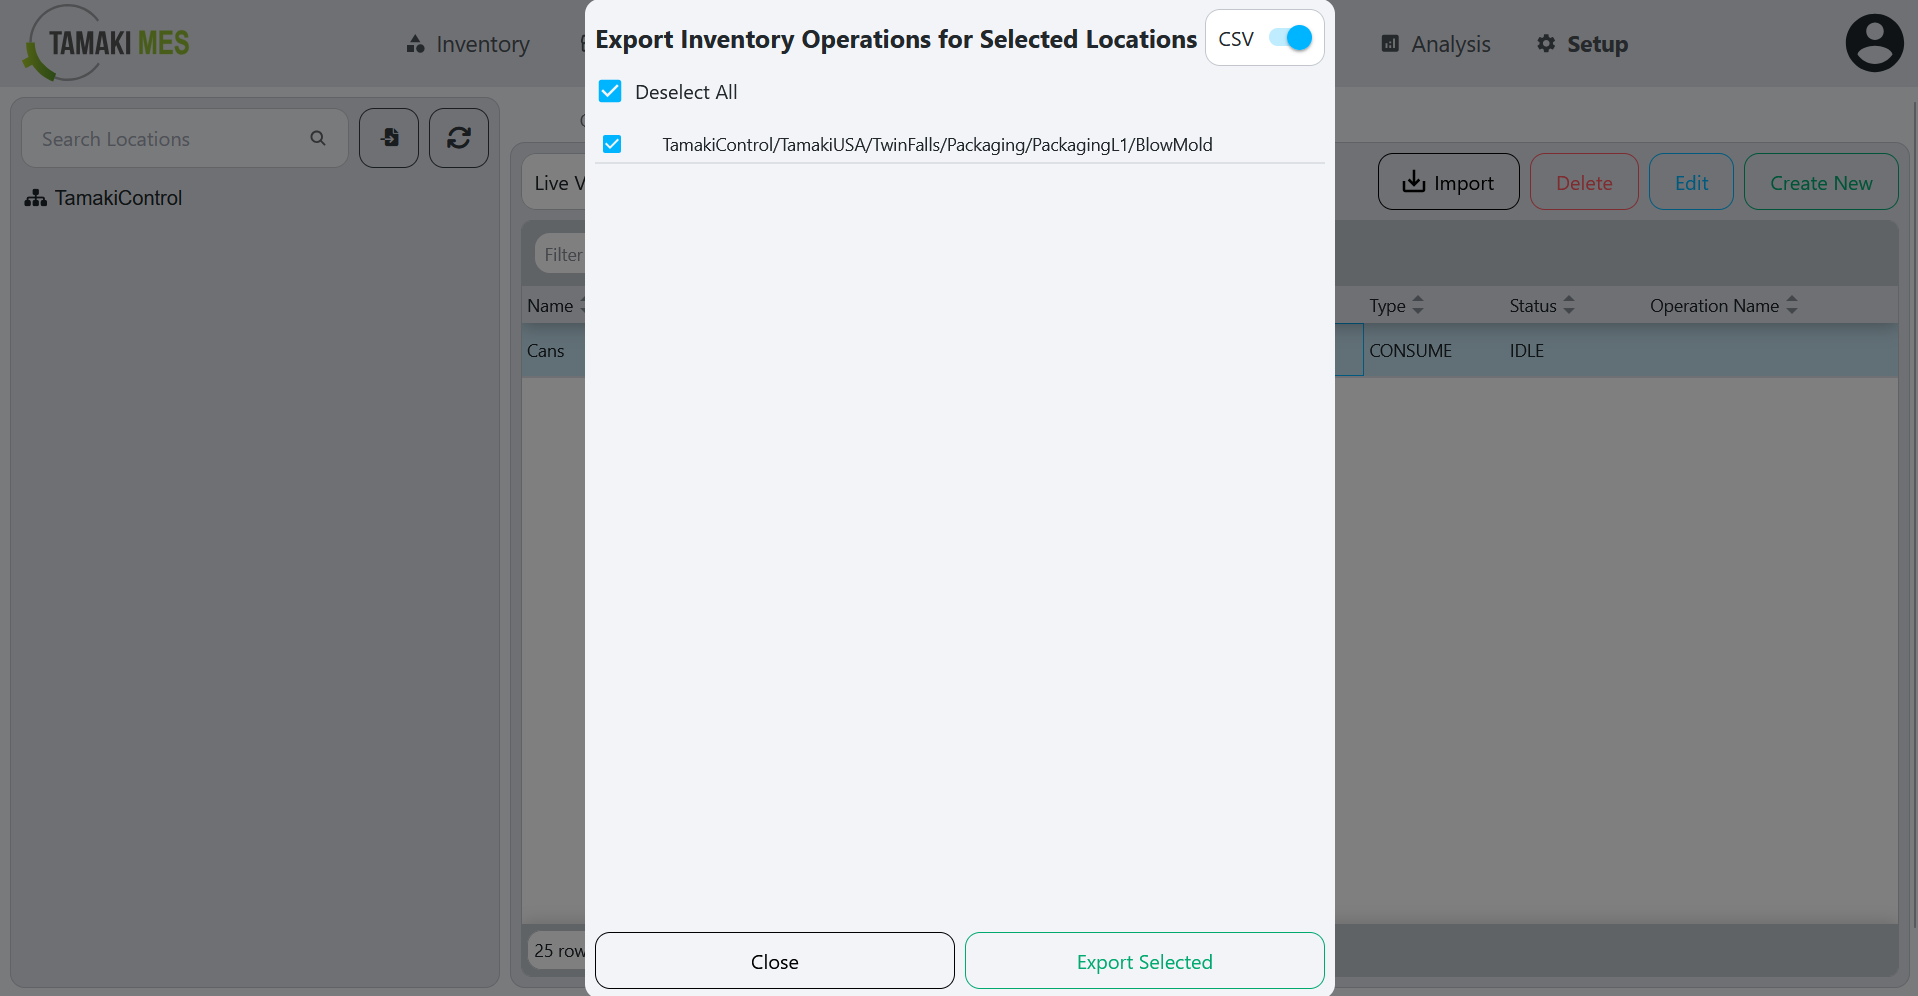 TAMAKI MES
Inventory
Analysis
Setup
Export Inventory Operations for Selected Locations
CSV
Deselect All
TamakiControl/TamakiUSA/TwinFalls/Packaging/PackagingL1/BlowMold
Search Locations
TamakiControl
Live V
Import
Delete
Edit
Create New
Filter
Name
Type
Status
Operation Name
Cans
CONSUME
IDLE
25 row
Close
Export Selected